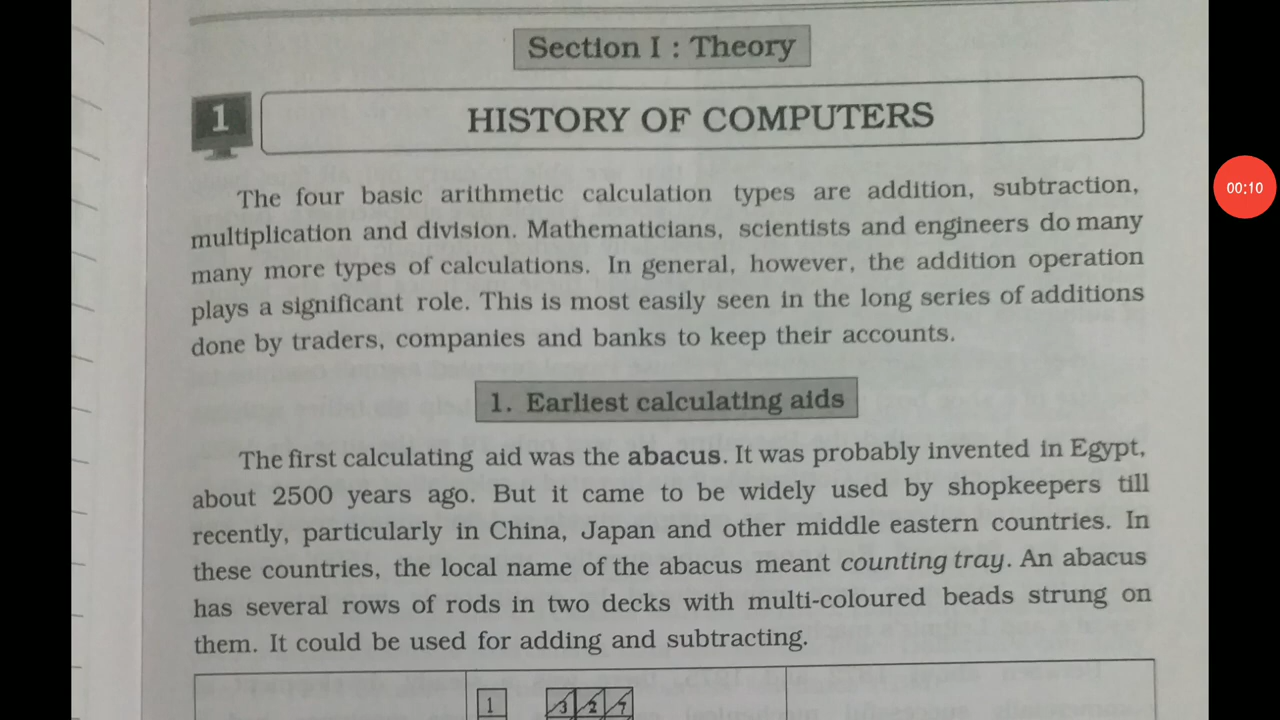 Section I : Theory
1
HISTORY OF COMPUTERS
The four basic arithmetic calculation types are addition, subtraction,
multiplication and division. Mathematicians, scientists and engineers do many
many more types of calculations. In general, however, the addition operation
plays a significant role. This is most easily seen in the long series of additions
done by traders, companies and banks to keep their accounts.
1. Earliest calculating aids
The first calculating aid was the abacus. It was probably invented in Egypt,
about 2500 years ago. But it came to be widely used by shopkeepers till
recently, particularly in China, Japan and other middle eastern countries. In
these countries, the local name of the abacus meant counting tray. An abacus
has several rows of rods in two decks with multi-coloured beads strung on
them. It could be used for adding and subtracting.
1 3 2 7
00:10